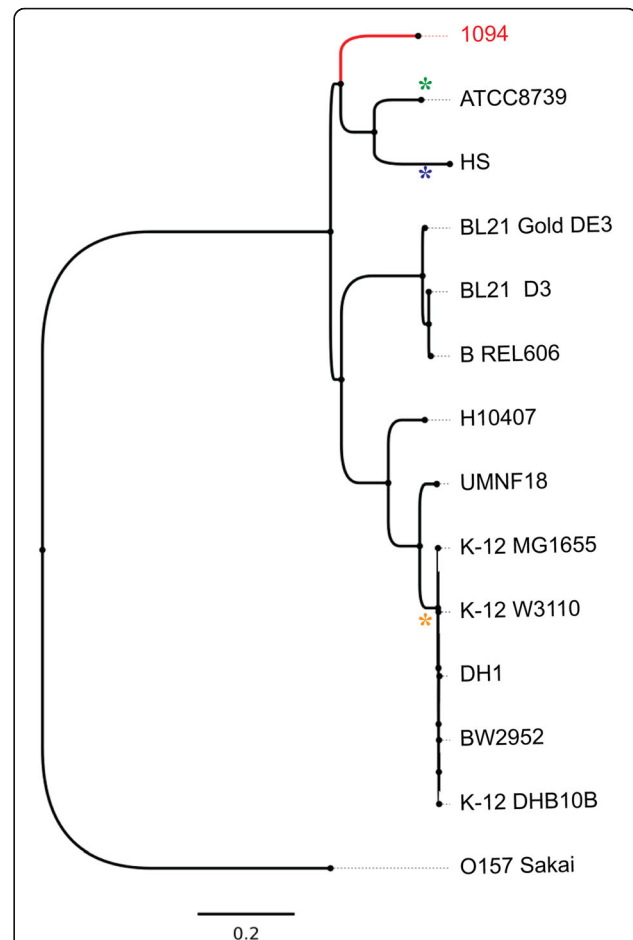 1094
*
ATCC8739
HS
*
BL21 Gold DE3
BL21 D3
B REL606
H10407
UMNF18
K-12 MG1655
K-12 W3110
*
DH1
BW2952
K-12 DHB10B
O157 Sakai
0.2